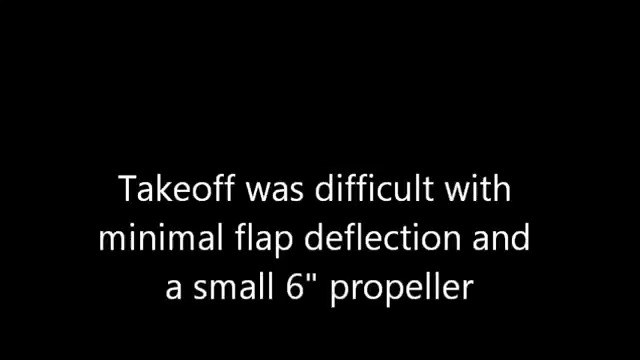 Takeoff was difficult with
minimal flap deflection and
a small 6" propeller